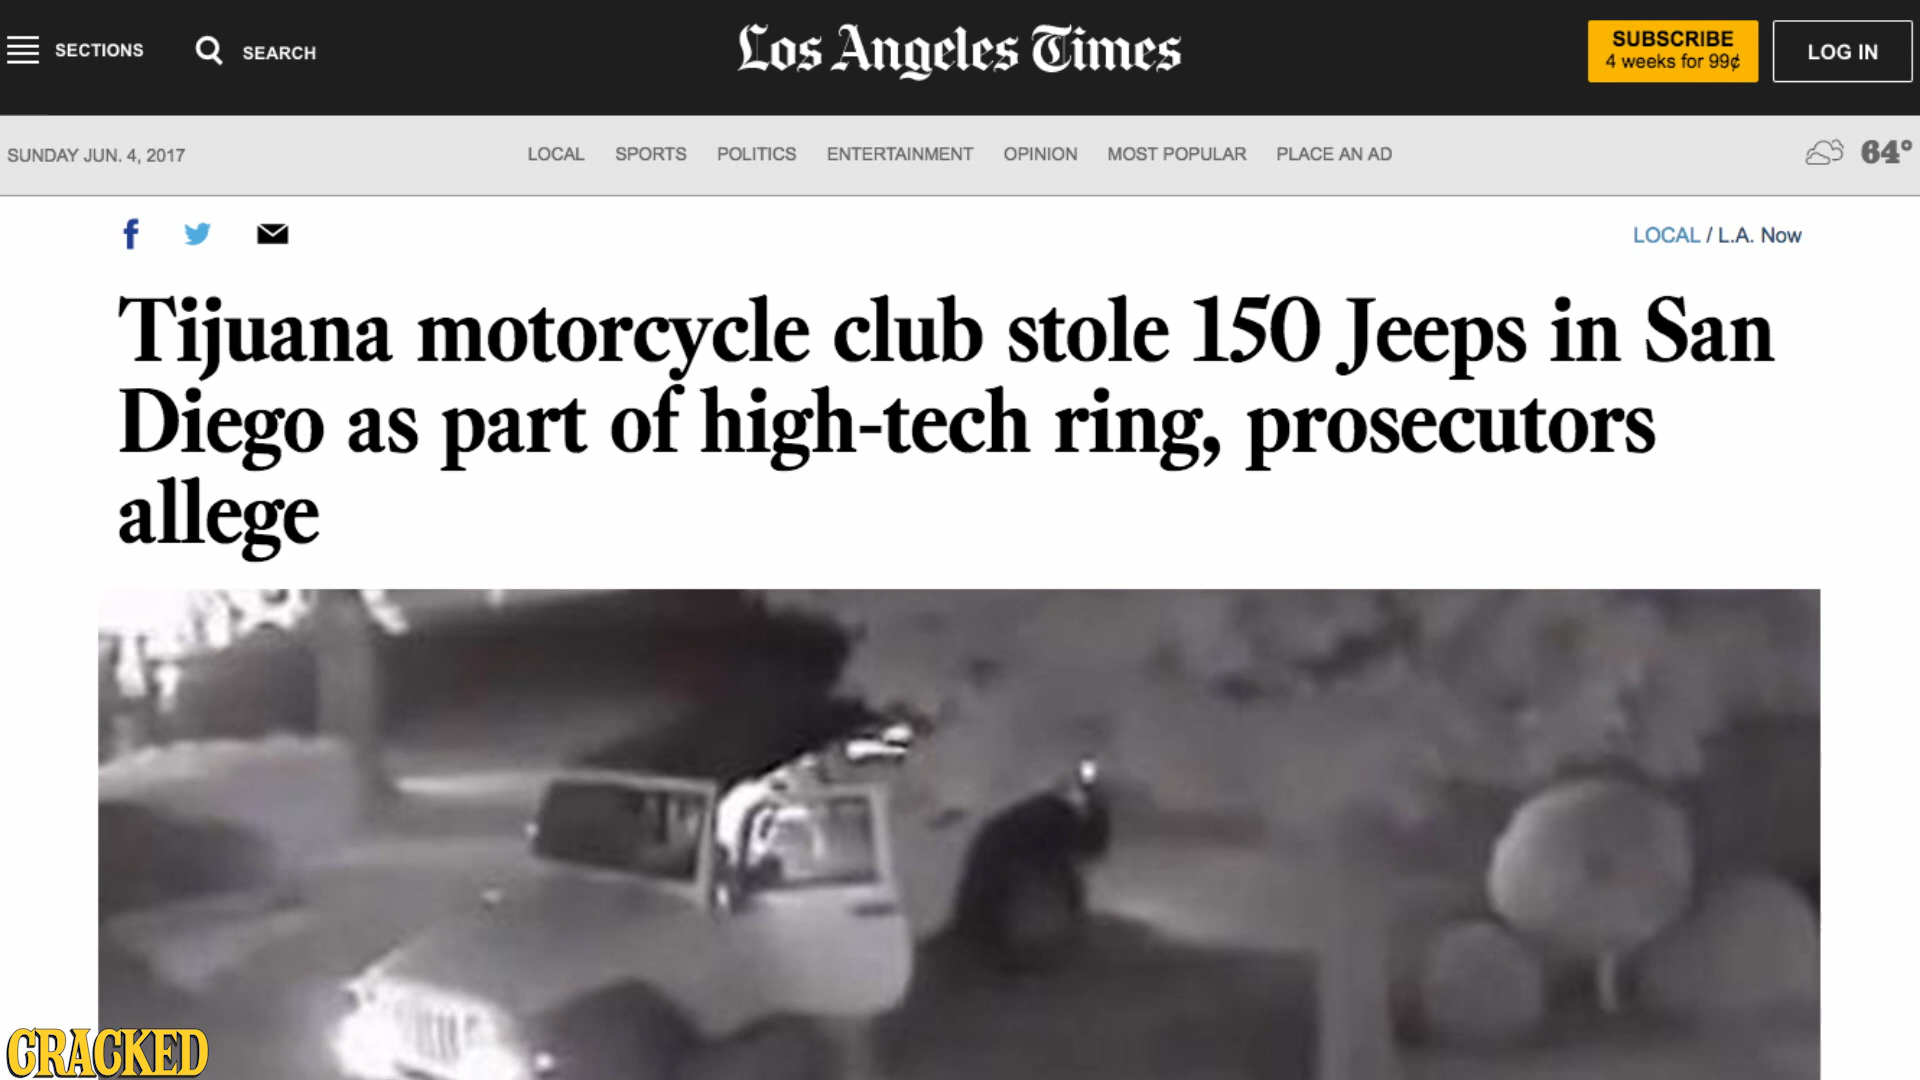 SECTIONS SEARCH Los Angeles Times SUBSCRIBE LOG IN
4 weeks for 99¢
SUNDAY JUN. 4, 2017 LOCAL SPORTS POLITICS ENTERTAINMENT OPINION MOST POPULAR PLACE AN AD 64°
f LOCAL / L.A. Now
Tijuana motorcycle club stole 150 Jeeps in San
Diego as part of high-tech ring, prosecutors
allege
CRACKED